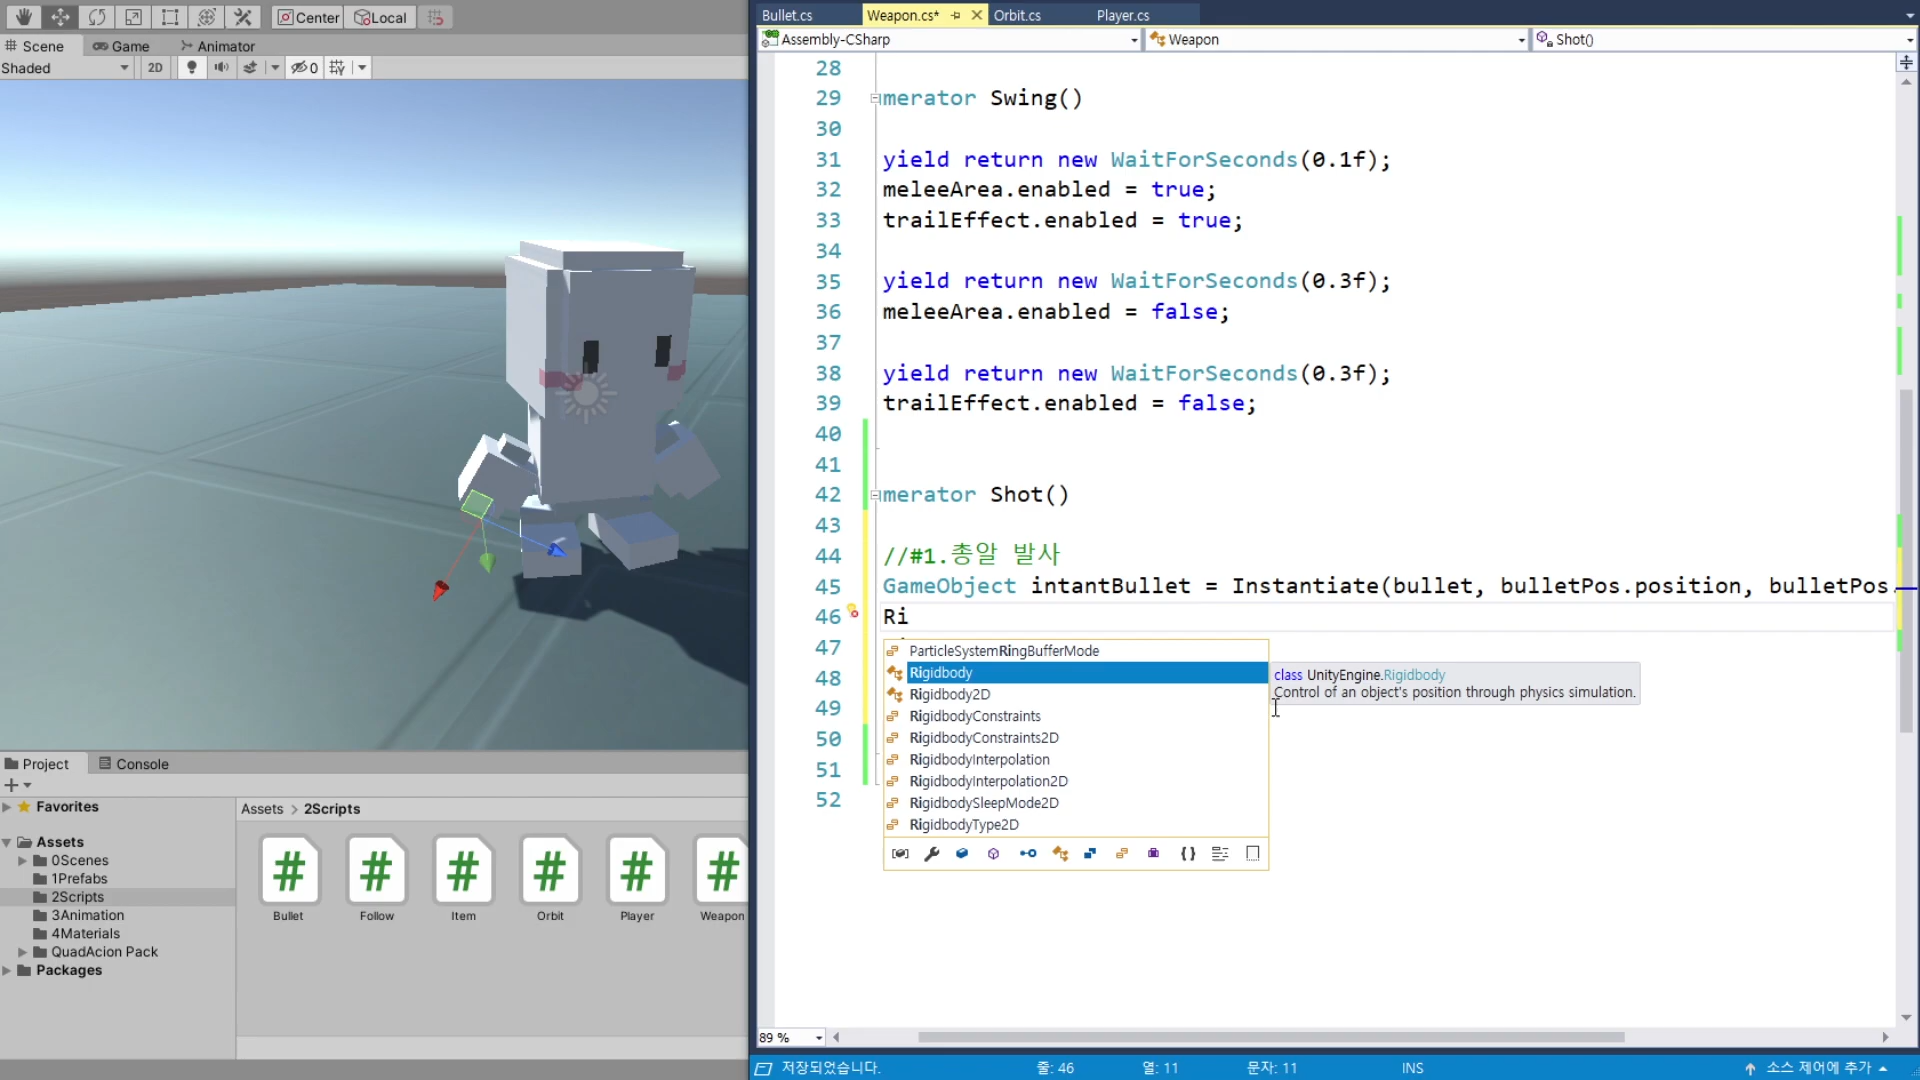 Center
Local
Scene
Game
Animator
Shaded
2D
0
Project
Console
Favorites
Assets
0Scenes
1Prefabs
2Scripts
3Animation
4Materials
QuadAcion Pack
Packages
Assets > 2Scripts
Bullet
Follow
Item
Orbit
Player
Weapon
Bullet.cs
Weapon.cs*
Orbit.cs
Player.cs
Assembly-CSharp
Weapon
Shot()
28
29 merator Swing()
30
31 yield return new WaitForSeconds(0.1f);
32 meleeArea.enabled = true;
33 trailEffect.enabled = true;
34
35 yield return new WaitForSeconds(0.3f);
36 meleeArea.enabled = false;
37
38 yield return new WaitForSeconds(0.3f);
39 trailEffect.enabled = false;
40
41
42 merator Shot()
43
44 //#1.총알 발사
45 GameObject intantBullet = Instantiate(bullet, bulletPos.position, bulletPos.
46 Ri
47
48
49
50
51
52
ParticleSystemRingBufferMode
Rigidbody
Rigidbody2D
RigidbodyConstraints
RigidbodyConstraints2D
RigidbodyInterpolation
RigidbodyInterpolation2D
RigidbodySleepMode2D
RigidbodyType2D
class UnityEngine.Rigidbody
Control of an object's position through physics simulation.
89 %
저장되었습니다.
줄: 46
열: 11
문자: 11
INS
소스 제어에 추가